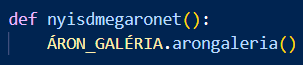 def nyisdmegaronet():
    ÁRON_GALÉRIA.arongaleria()